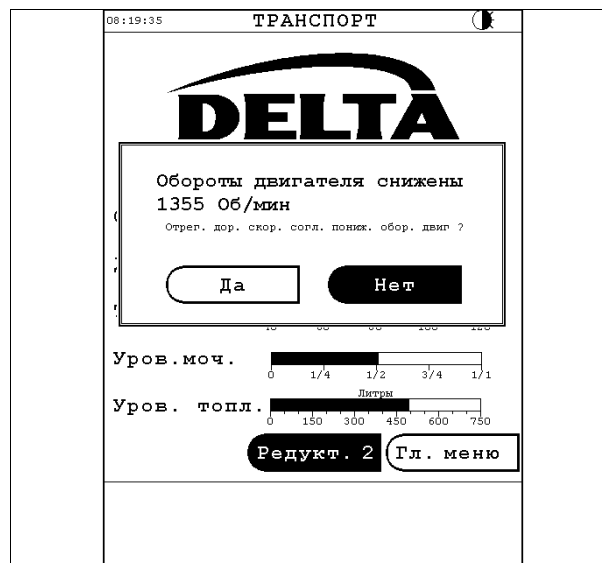 08:19:35 ТРАНСПОРТ
DELTA
Обороты двигателя снижены
1355 Об/мин
Отрег. дор. скор. согл. пониж. обор. двиг ?
Да Нет
Уров.моч.
0 1/4 1/2 3/4 1/1
Литры
Уров. топл.
0 150 300 450 600 750
Редукт. 2 Гл. меню